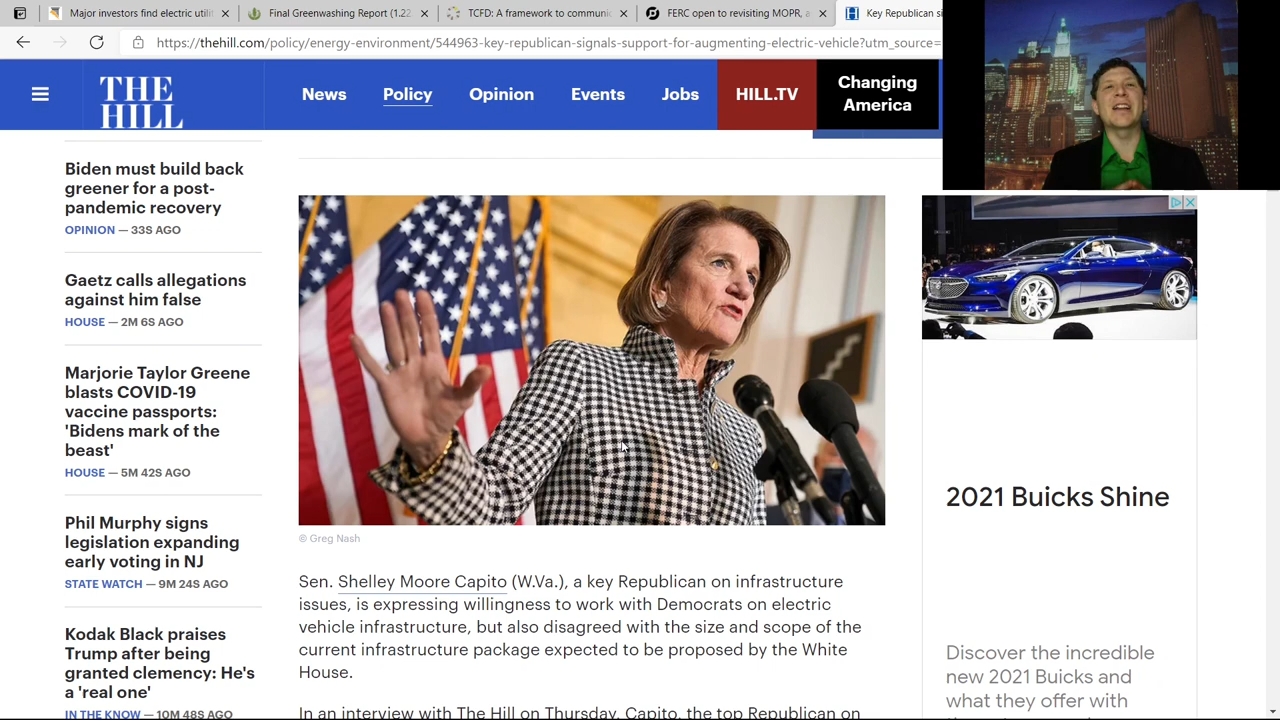 Major investors find electric utili
Final Greenwashing Report (1.22
TCFD: A framework to communic
FERC open to revisiting MOPR, a
Key Republican si
https://thehill.com/policy/energy-environment/544963-key-republican-signals-support-for-augmenting-electric-vehicle?utm_source=
THE
HILL
News
Policy
Opinion
Events
Jobs
HILL.TV
Changing
America
Biden must build back
greener for a post-
pandemic recovery
OPINION — 33S AGO
Gaetz calls allegations
against him false
HOUSE — 2M 6S AGO
Marjorie Taylor Greene
blasts COVID-19
vaccine passports:
'Bidens mark of the
beast'
HOUSE — 5M 42S AGO
Phil Murphy signs
legislation expanding
early voting in NJ
STATE WATCH — 9M 24S AGO
Kodak Black praises
Trump after being
granted clemency: He's
a 'real one'
IN THE KNOW — 10M 48S AGO
© Greg Nash
Sen. Shelley Moore Capito (W.Va.), a key Republican on infrastructure
issues, is expressing willingness to work with Democrats on electric
vehicle infrastructure, but also disagreed with the size and scope of the
current infrastructure package expected to be proposed by the White
House.
In an interview with The Hill on Thursday, Capito, the top Republican on
2021 Buicks Shine
Discover the incredible
new 2021 Buicks and
what they offer with